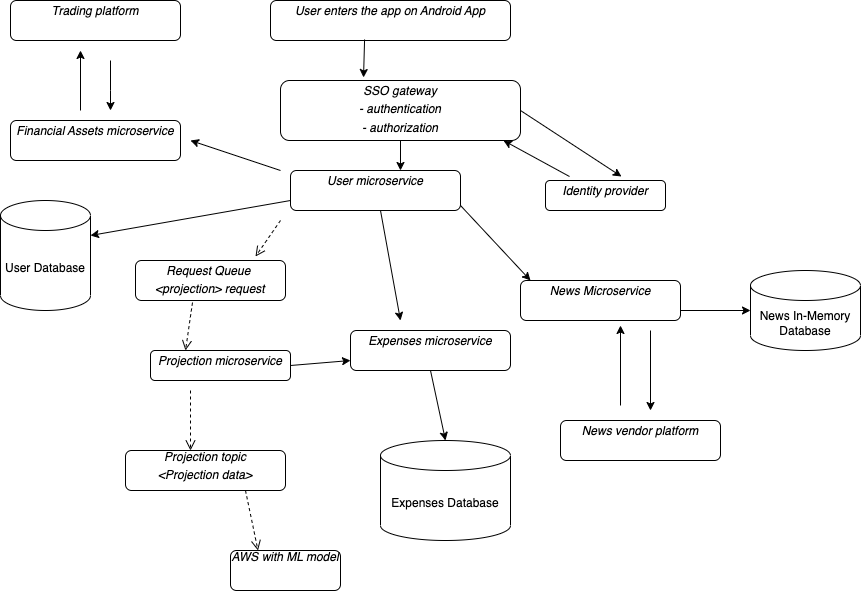 Trading platform
User enters the app on Android App
SSO gateway
- authentication
- authorization
Financial Assets microservice
User microservice
Identity provider
User Database
Request Queue
<projection> request
News Microservice
News In-Memory
Database
Projection microservice
Expenses microservice
News vendor platform
Projection topic
<Projection data>
Expenses Database
AWS with ML model